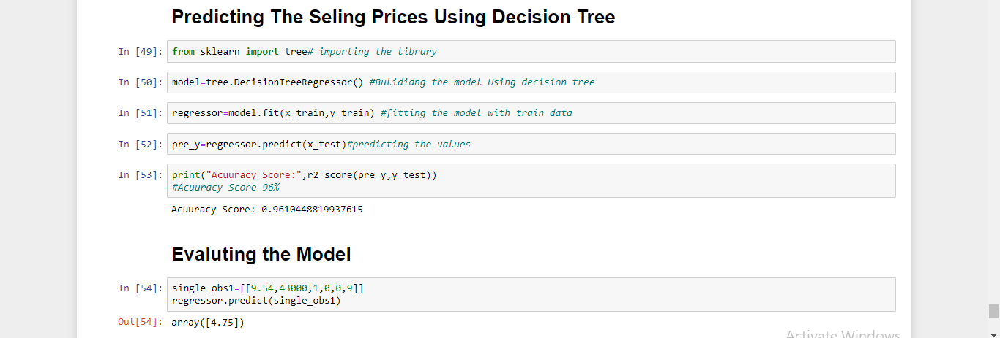 Predicting The Seling Prices Using Decision Tree
In [49]: from sklearn import tree# importing the library
In [50]: model=tree.DecisionTreeRegressor() #Bulididng the model Using decision tree
In [51]: regressor=model.fit(x_train,y_train) #fitting the model with train data
In [52]: pre_y=regressor.predict(x_test)#predicting the values
In [53]: print("Acuuracy Score:",r2_score(pre_y,y_test))
#Acuuracy Score 96%
Acuuracy Score: 0.9610448819937615
Evaluting the Model
In [54]: single_obs1=[[9.54,43000,1,0,0,9]]
regressor.predict(single_obs1)
Out[54]: array([4.75])
Activate Windows